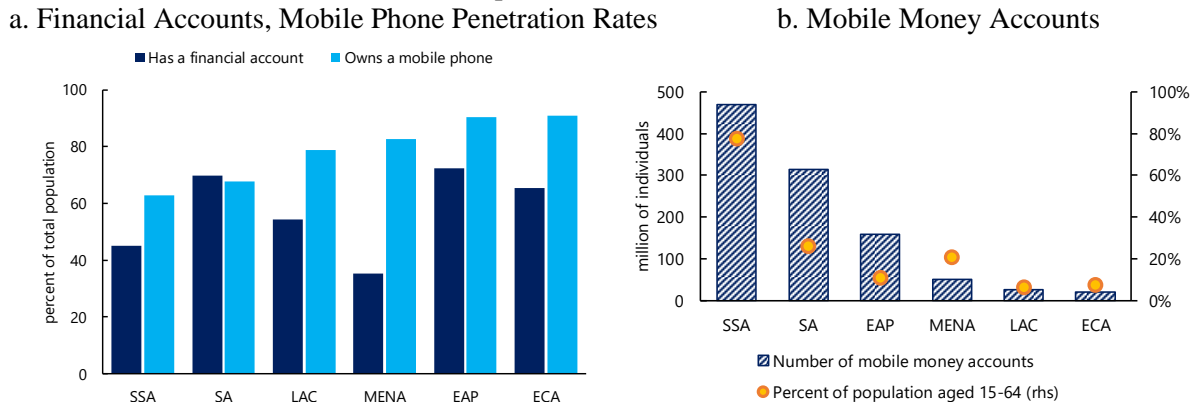 a. Financial Accounts, Mobile Phone Penetration Rates
Has a financial account Owns a mobile phone
percent of total population
100
80
60
40
20
0
SSA SA LAC MENA EAP ECA
b. Mobile Money Accounts
million of individuals
500
400
300
200
100
0
100%
80%
60%
40%
20%
0%
SSA SA EAP MENA LAC ECA
Number of mobile money accounts
Percent of population aged 15-64 (rhs)